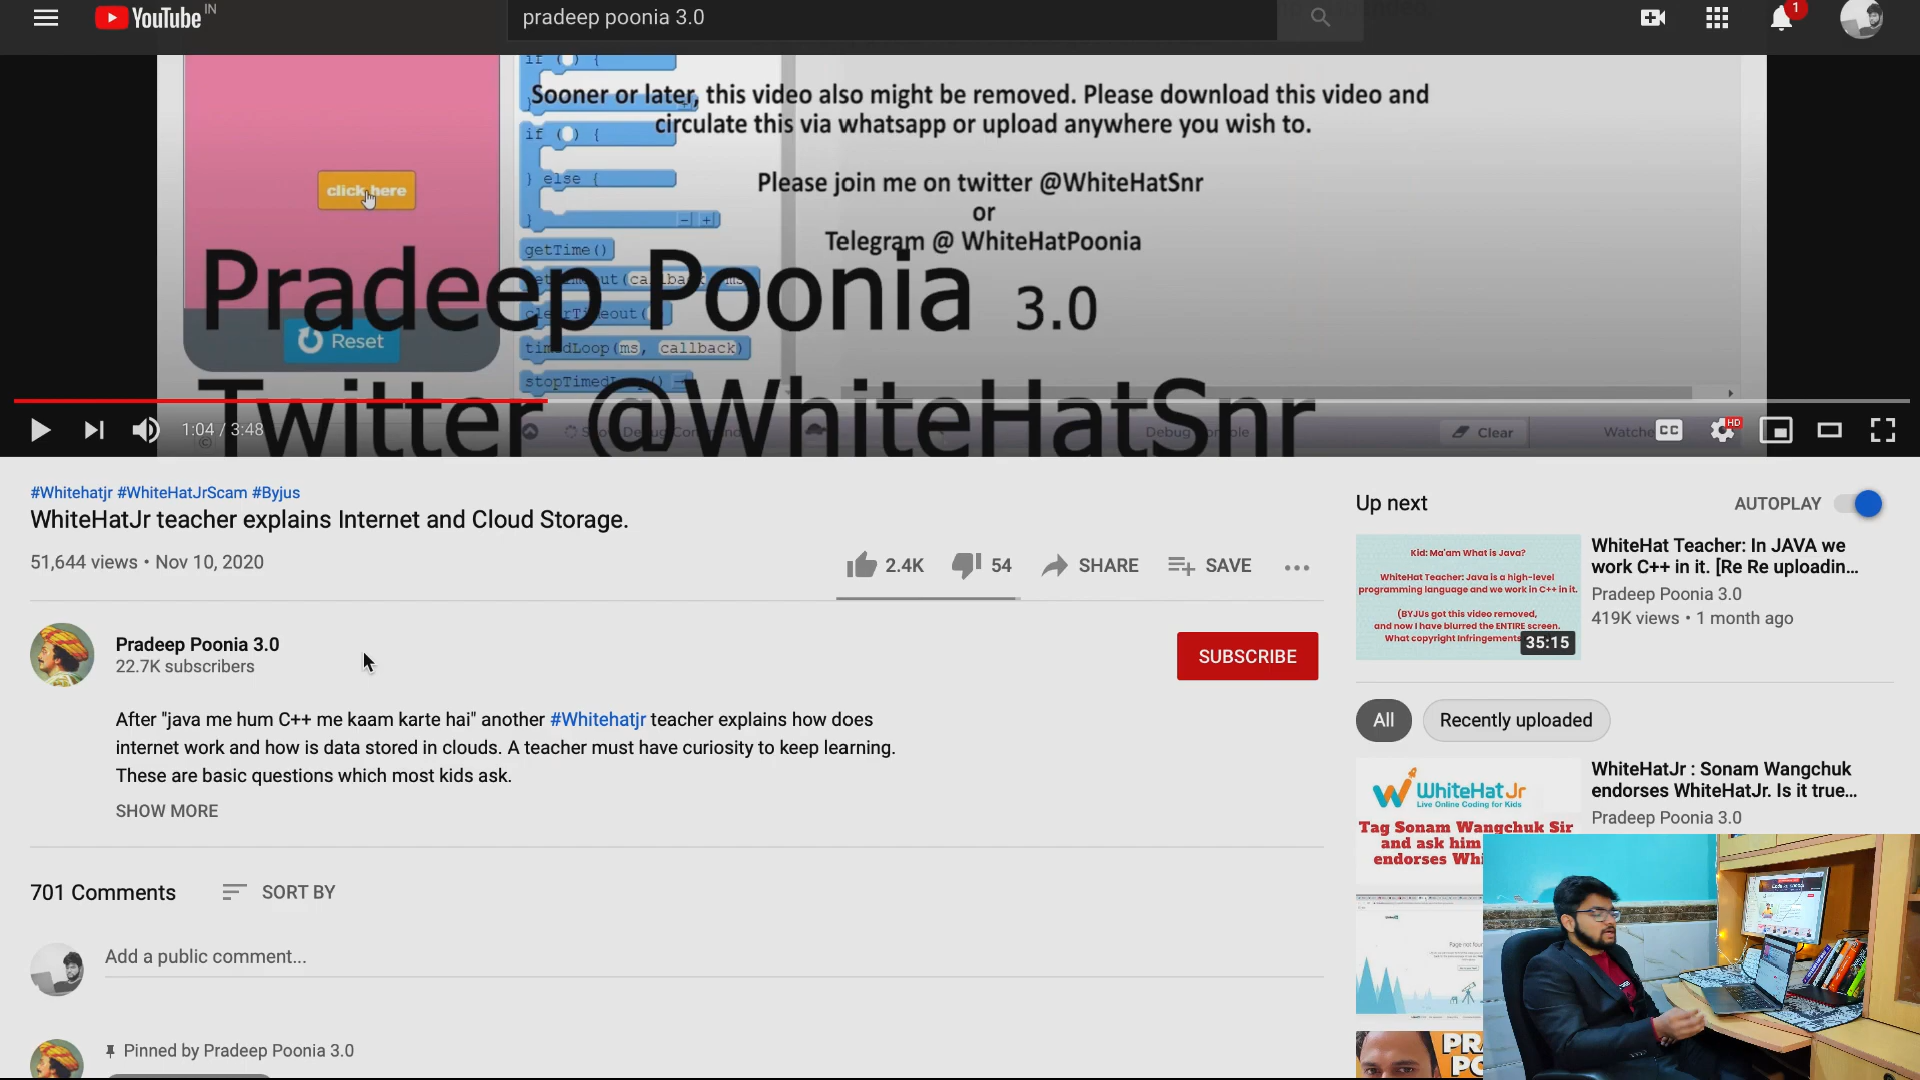 YouTube IN
pradeep poonia 3.0
1
if ( ) {
Sooner or later, this video also might be removed. Please download this video and
circulate this via whatsapp or upload anywhere you wish to.
if ( ) {
click here
} else {
Please join me on twitter @WhiteHatSnr
or
Telegram @ WhiteHatPoonia
getTime()
Pradeep Poonia 3.0
Reset
timedLoop(ms, callback)
Twitter @WhiteHatSnr
1:04 / 3:48
Clear
CC
HD
#Whitehatjr #WhiteHatJrScam #Byjus
WhiteHatJr teacher explains Internet and Cloud Storage.
51,644 views • Nov 10, 2020
2.4K
54
SHARE
SAVE
Pradeep Poonia 3.0
22.7K subscribers
SUBSCRIBE
After "java me hum C++ me kaam karte hai" another #Whitehatjr teacher explains how does
internet work and how is data stored in clouds. A teacher must have curiosity to keep learning.
These are basic questions which most kids ask.
SHOW MORE
701 Comments
SORT BY
Add a public comment...
Pinned by Pradeep Poonia 3.0
Up next
AUTOPLAY
Kid: Ma'am What is Java?
WhiteHat Teacher: Java is a high-level
programming language and we work in C++ in it.
(BYJUs got this video removed,
and now I have blurred the ENTIRE screen.
What copyright Infringements
35:15
WhiteHat Teacher: In JAVA we
work C++ in it. [Re Re uploadin...
Pradeep Poonia 3.0
419K views • 1 month ago
All
Recently uploaded
WhiteHat Jr
Live Online Coding for Kids
Tag Sonam Wangchuk Sir
and ask him
endorses Whi
WhiteHatJr : Sonam Wangchuk
endorses WhiteHatJr. Is it true...
Pradeep Poonia 3.0
Page not four
PR
PO